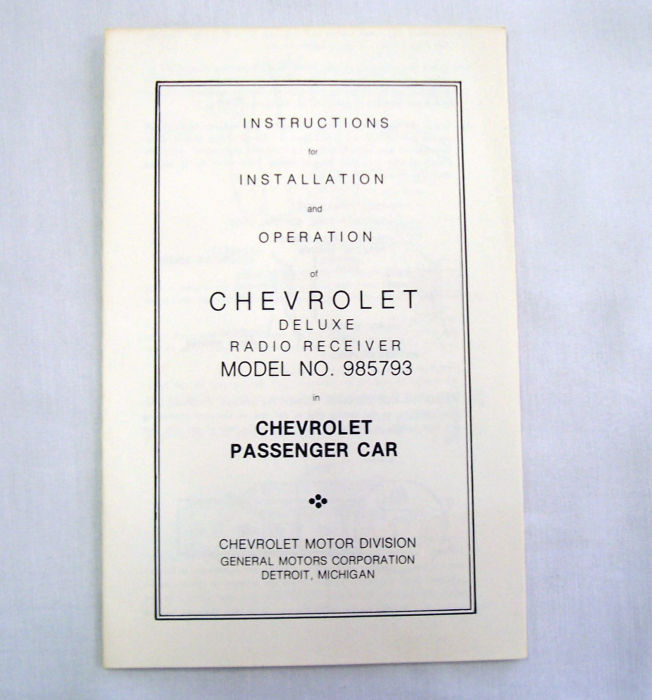 INSTRUCTIONS
for
INSTALLATION
and
OPERATION
of
CHEVROLET
DELUXE
RADIO RECEIVER
MODEL NO. 985793
in
CHEVROLET
PASSENGER CAR
CHEVROLET MOTOR DIVISION
GENERAL MOTORS CORPORATION
DETROIT, MICHIGAN